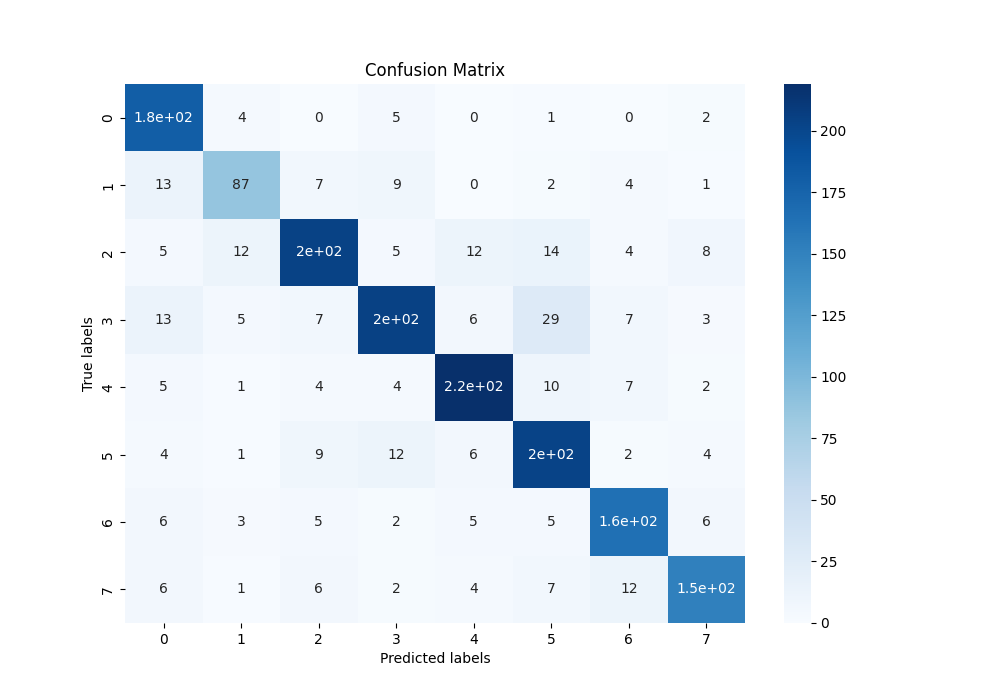 Confusion Matrix
0 1.8e+02 4 0 5 0 1 0 2
1 13 87 7 9 0 2 4 1
2 5 12 2e+02 5 12 14 4 8
3 13 5 7 2e+02 6 29 7 3
4 5 1 4 4 2.2e+02 10 7 2
5 4 1 9 12 6 2e+02 2 4
6 6 3 5 2 5 5 1.6e+02 6
7 6 1 6 2 4 7 12 1.5e+02
0 1 2 3 4 5 6 7
Predicted labels
True labels
200
175
150
125
100
75
50
25
0